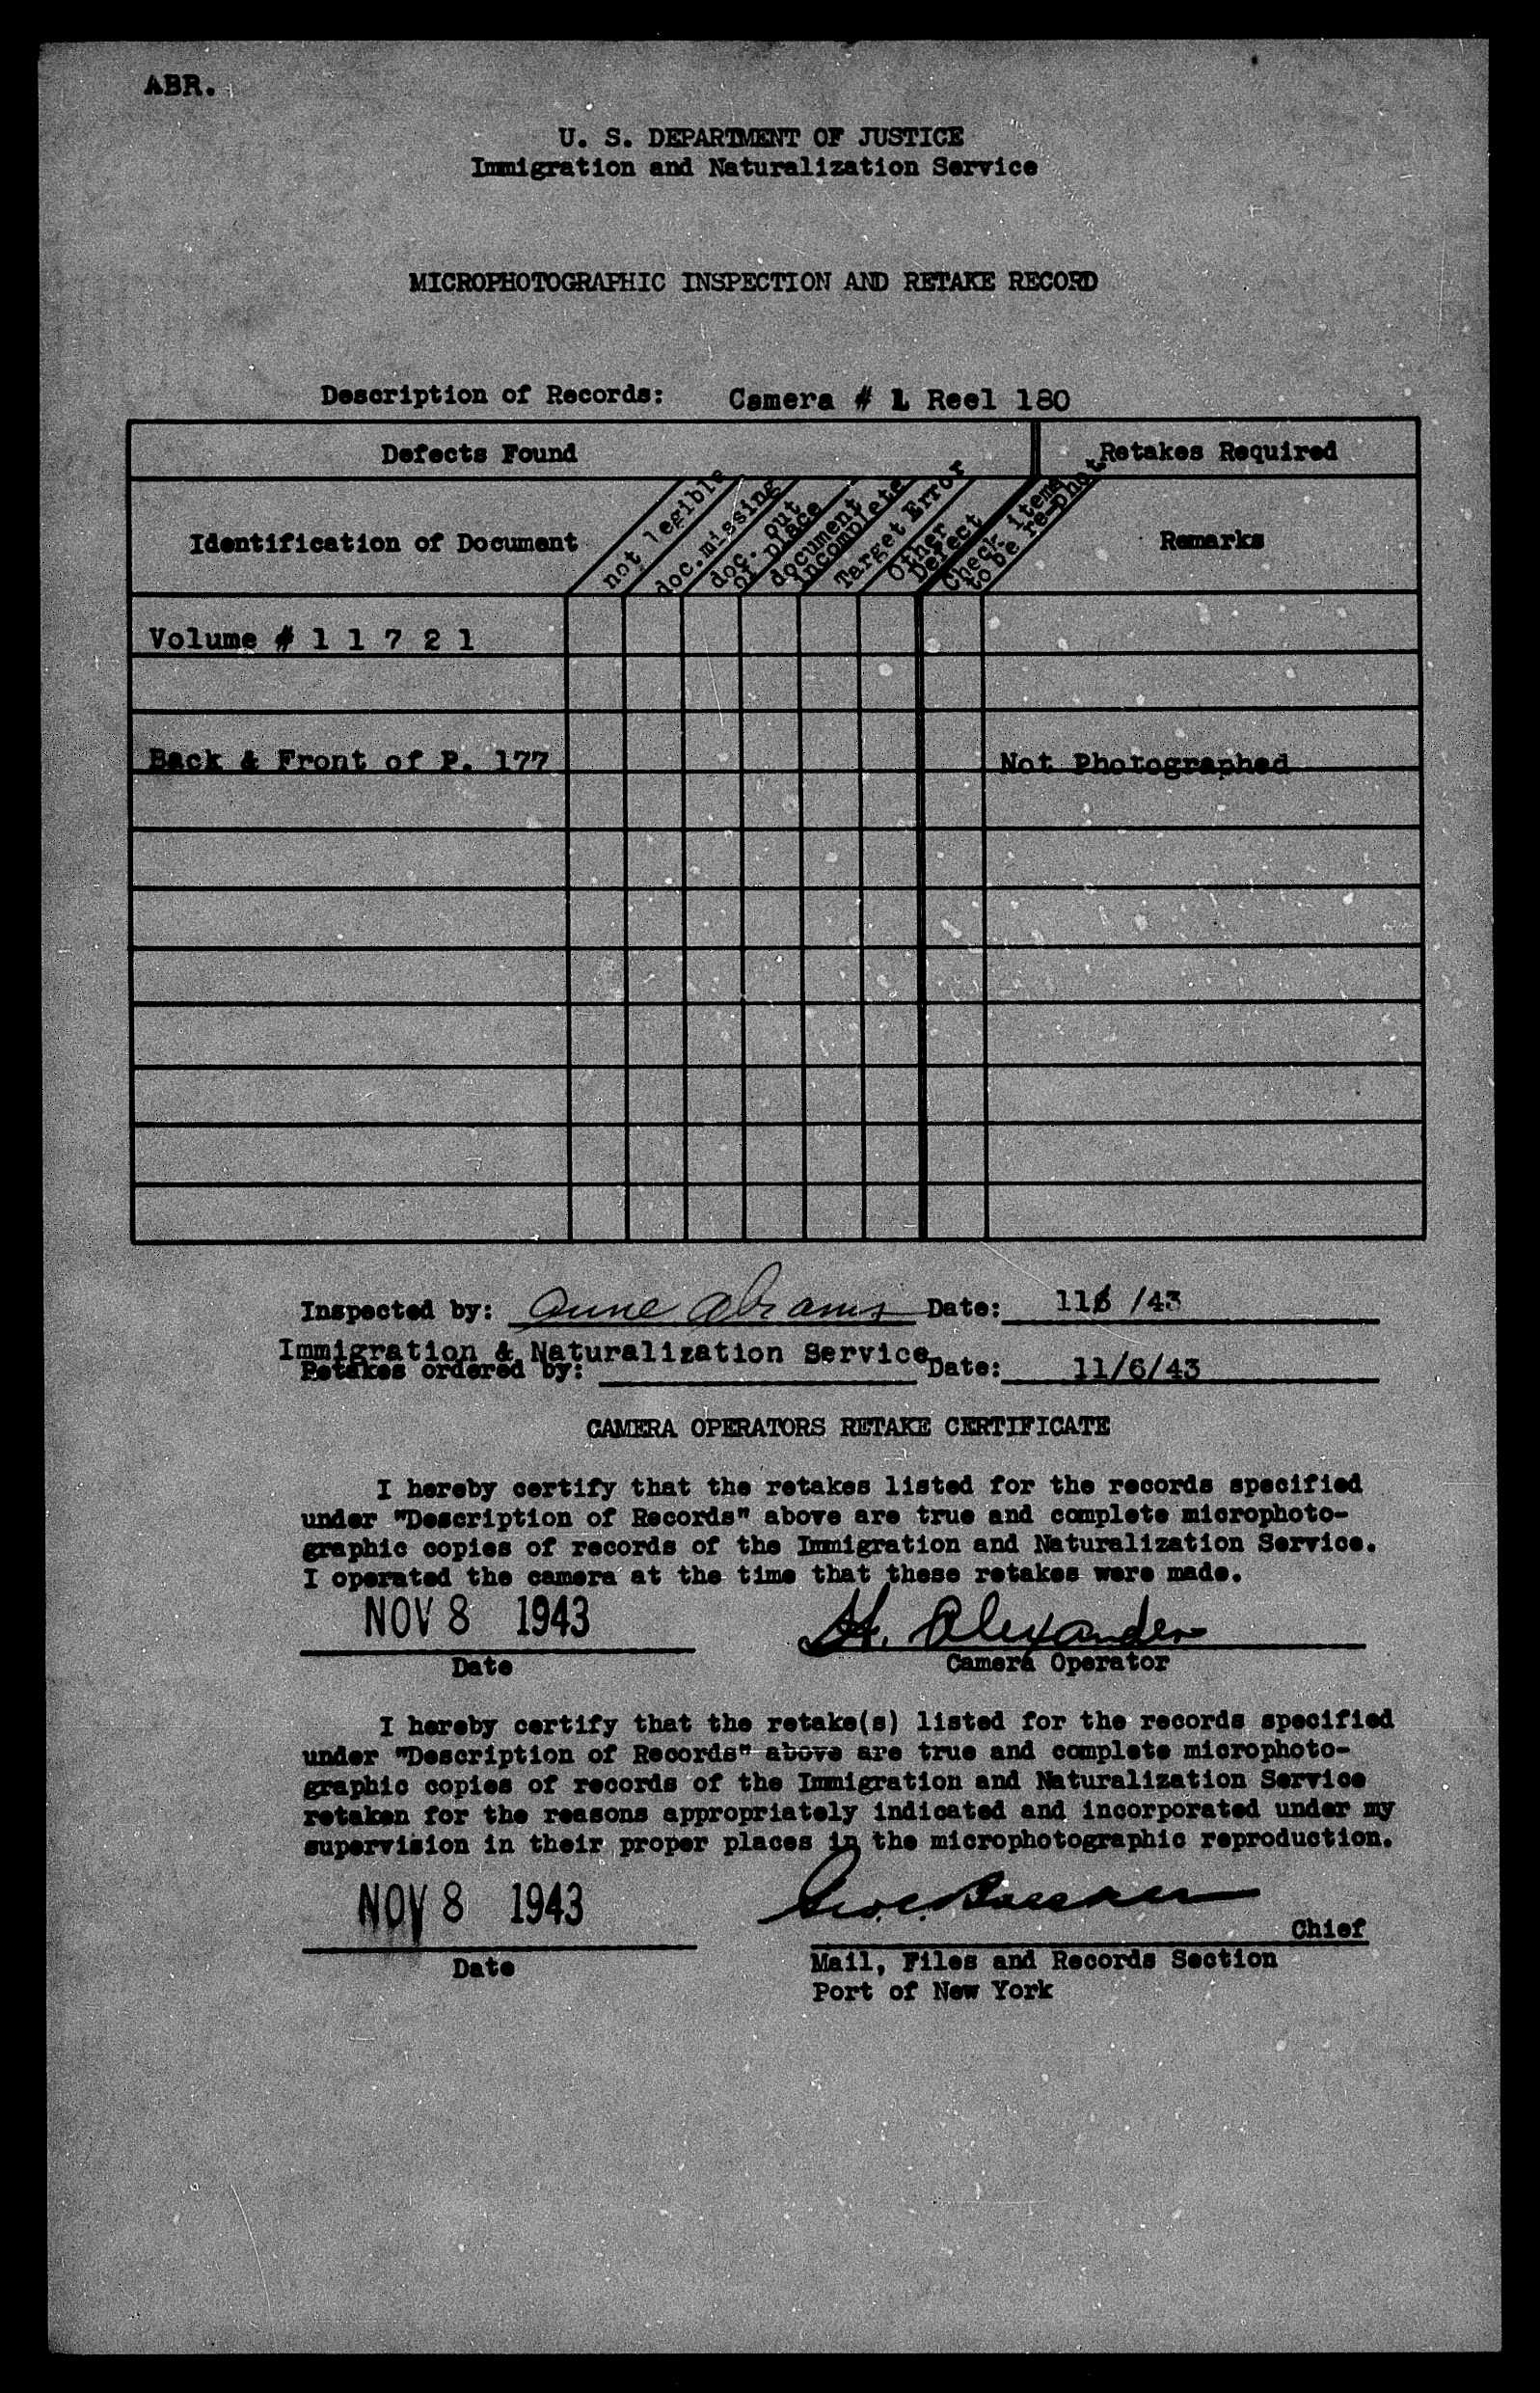 ABR.
U. S. DEPARTMENT OF JUSTICE
Immigration and Naturalization Service
MICROPHOTOGRAPHIC INSPECTION AND RETAKE RECORD
Description of Records: Camera # 1 Reel 180
Defects Found
Retakes Required
Identification of Document
not legible
doc. missing
doc. out
of place
document
incomplete
Target Error
Other
Defect
Check items
to be re-phot
Remarks
Volume # 1 1 7 2 1
Back & Front of P. 177 Not Photographed
Inspected by: Anne Abrams Date: 116 /43
Immigration & Naturalization Service
Retakes ordered by: Date: 11/6/43
CAMERA OPERATORS RETAKE CERTIFICATE
I hereby certify that the retakes listed for the records specified
under "Description of Records" above are true and complete microphoto-
graphic copies of records of the Immigration and Naturalization Service.
I operated the camera at the time that these retakes were made.
NOV 8 1943 H. Alexander
Date Camera Operator
I hereby certify that the retake(s) listed for the records specified
under "Description of Records" above are true and complete microphoto-
graphic copies of records of the Immigration and Naturalization Service
retaken for the reasons appropriately indicated and incorporated under my
supervision in their proper places in the microphotographic reproduction.
NOV 8 1943
Chief
Date
Mail, Files and Records Section
Port of New York